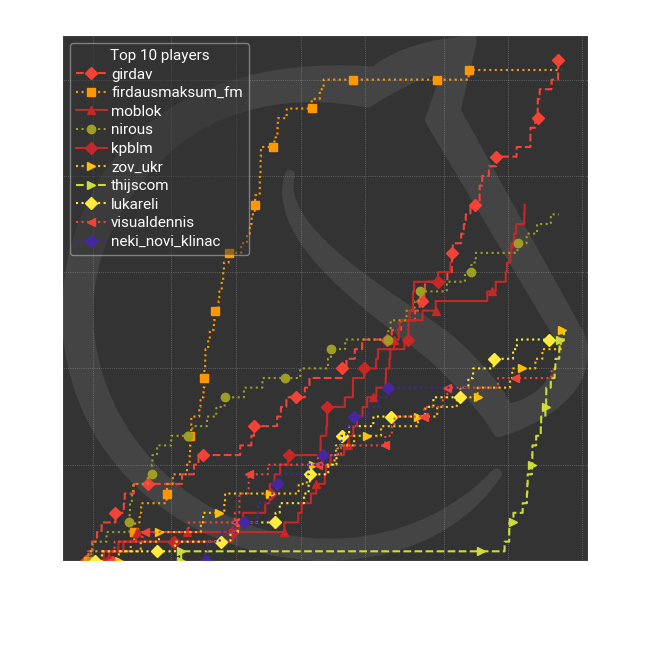 Top 10 players
girdav
firdausmaksum_fm
moblok
nirous
kpblm
zov_ukr
thijscom
lukareli
visualdennis
neki_novi_klinac